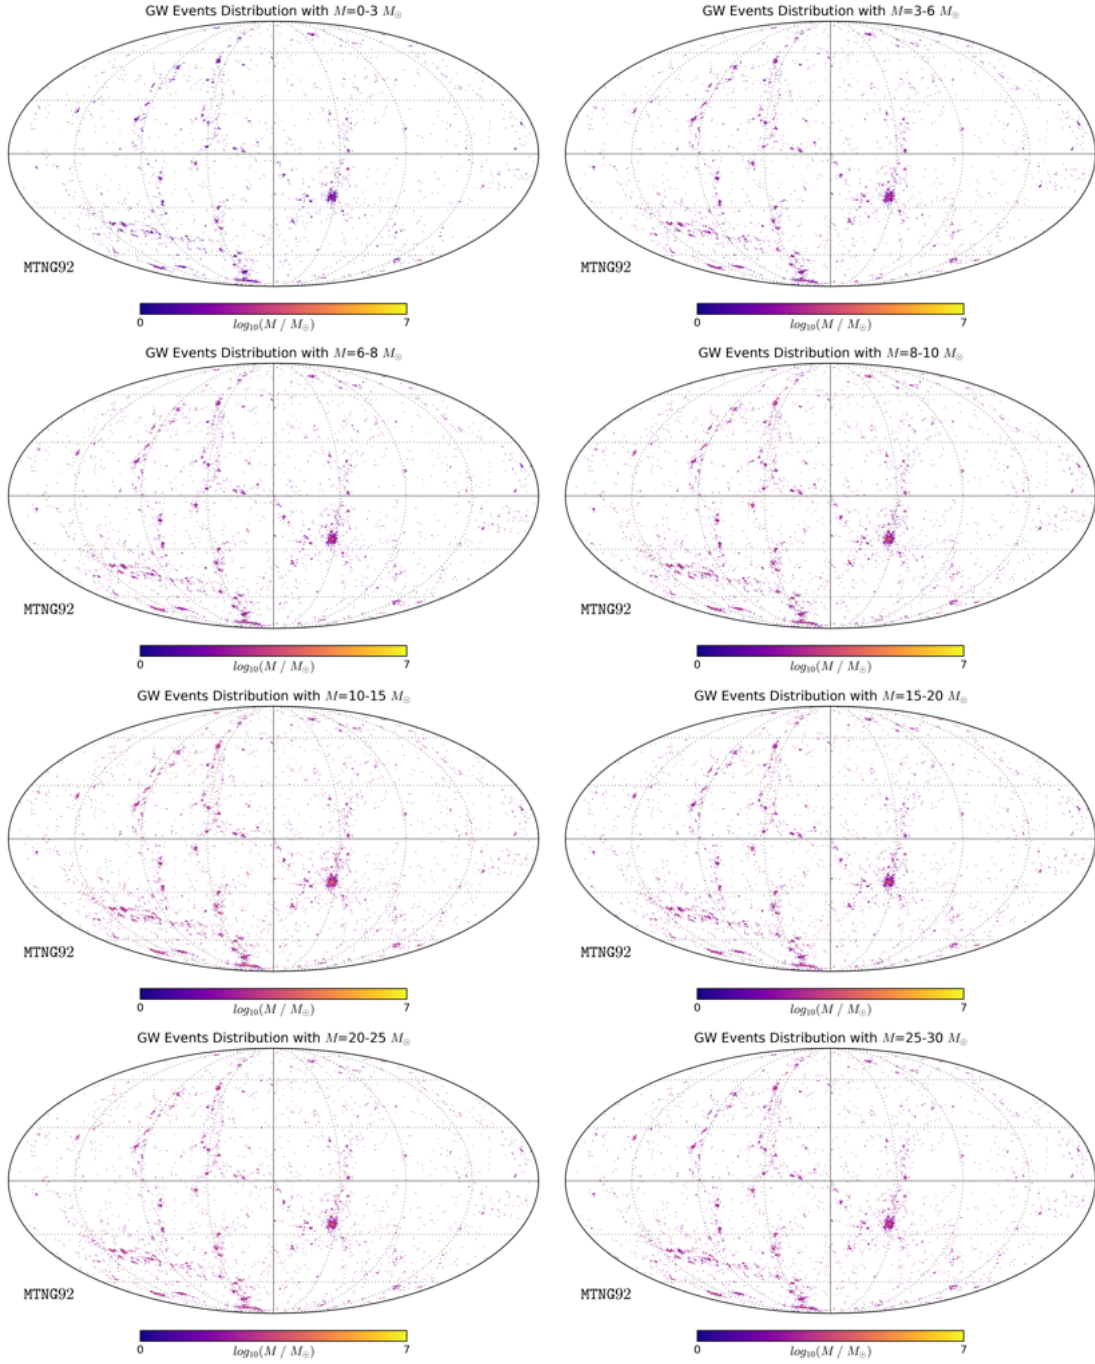 GW Events Distribution with M=0-3 M⊙
GW Events Distribution with M=3-6 M⊙
MTNG92
MTNG92
0 7
log10(M / M⊙)
0 7
log10(M / M⊙)
GW Events Distribution with M=6-8 M⊙
GW Events Distribution with M=8-10 M⊙
MTNG92
MTNG92
0 7
log10(M / M⊙)
0 7
log10(M / M⊙)
GW Events Distribution with M=10-15 M⊙
GW Events Distribution with M=15-20 M⊙
MTNG92
MTNG92
0 7
log10(M / M⊙)
0 7
log10(M / M⊙)
GW Events Distribution with M=20-25 M⊙
GW Events Distribution with M=25-30 M⊙
MTNG92
MTNG92
0 7
log10(M / M⊙)
0 7
log10(M / M⊙)